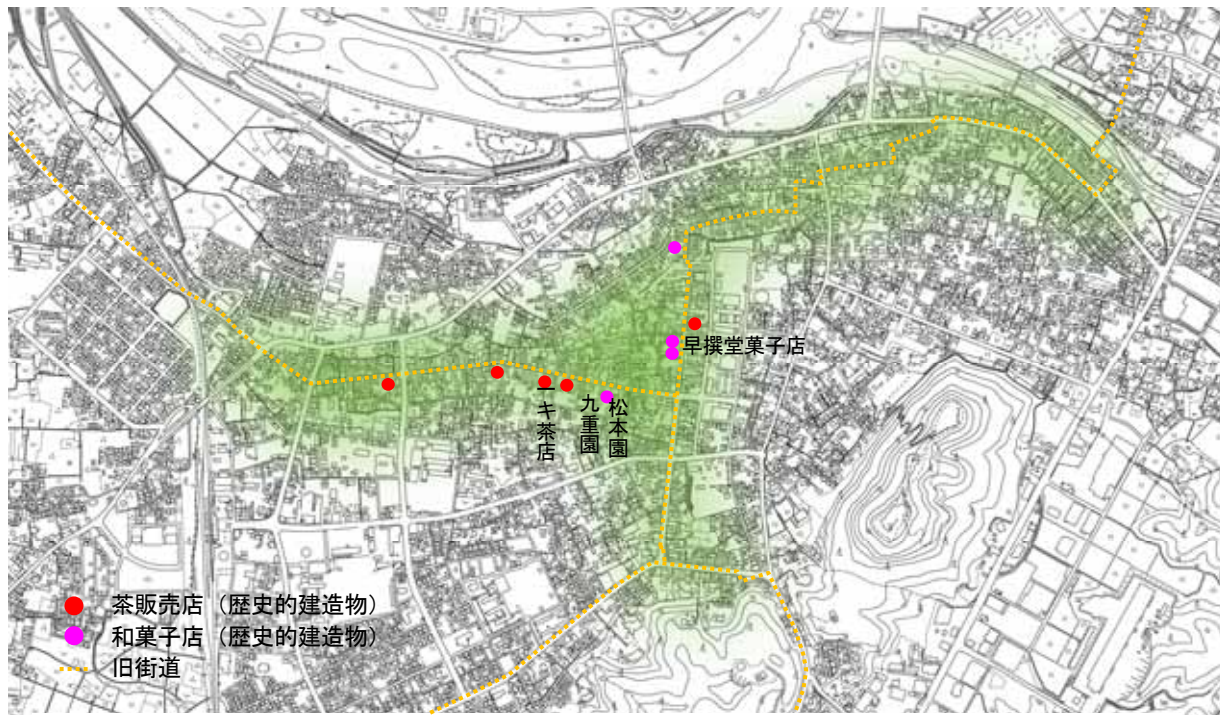 早撰堂菓子店
一キ茶店
九重園
松本園
茶販売店（歴史的建造物）
和菓子店（歴史的建造物）
旧街道